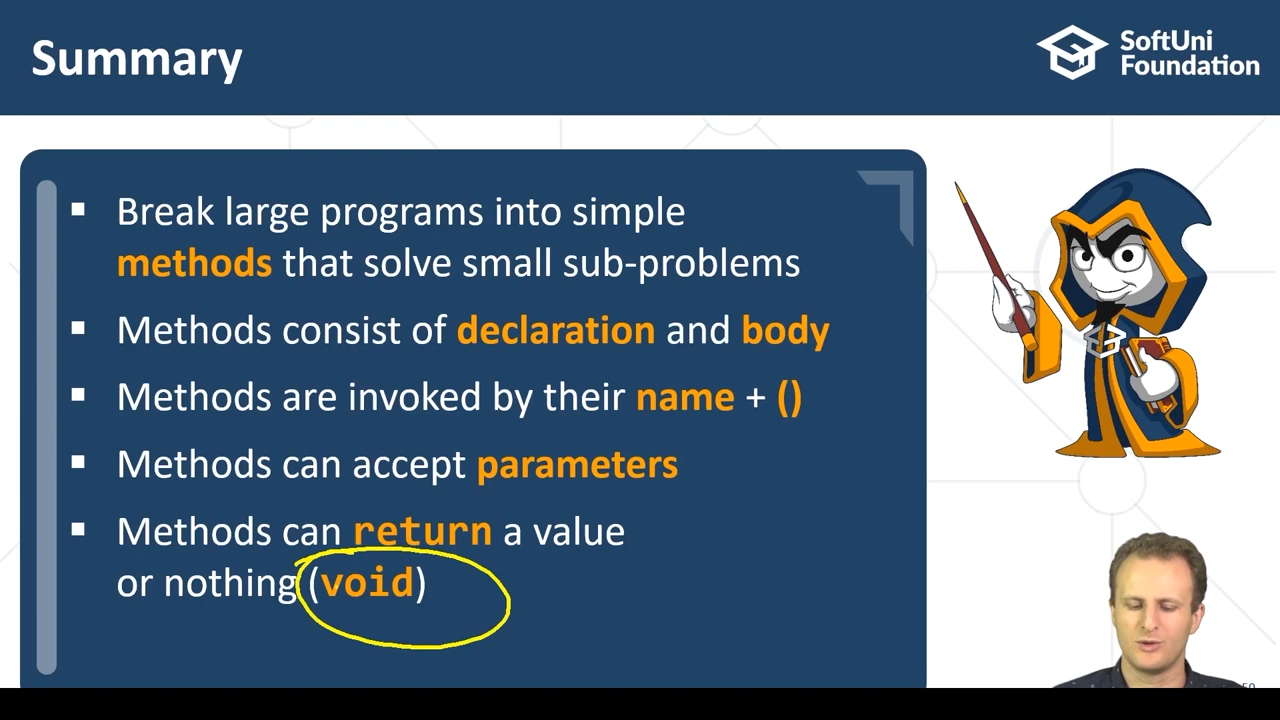 Summary
SoftUni
Foundation
▪ Break large programs into simple
methods that solve small sub-problems
▪ Methods consist of declaration and body
▪ Methods are invoked by their name + ()
▪ Methods can accept parameters
▪ Methods can return a value
or nothing (void)